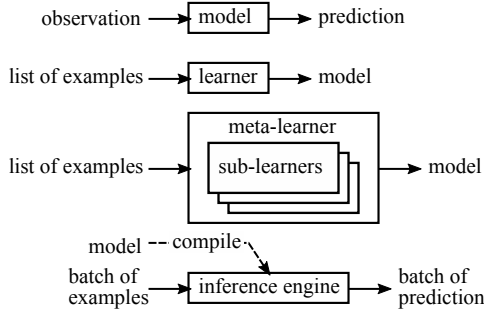 observation model prediction
list of examples learner model
meta-learner
list of examples sub-learners model
model compile
batch of examples inference engine batch of prediction